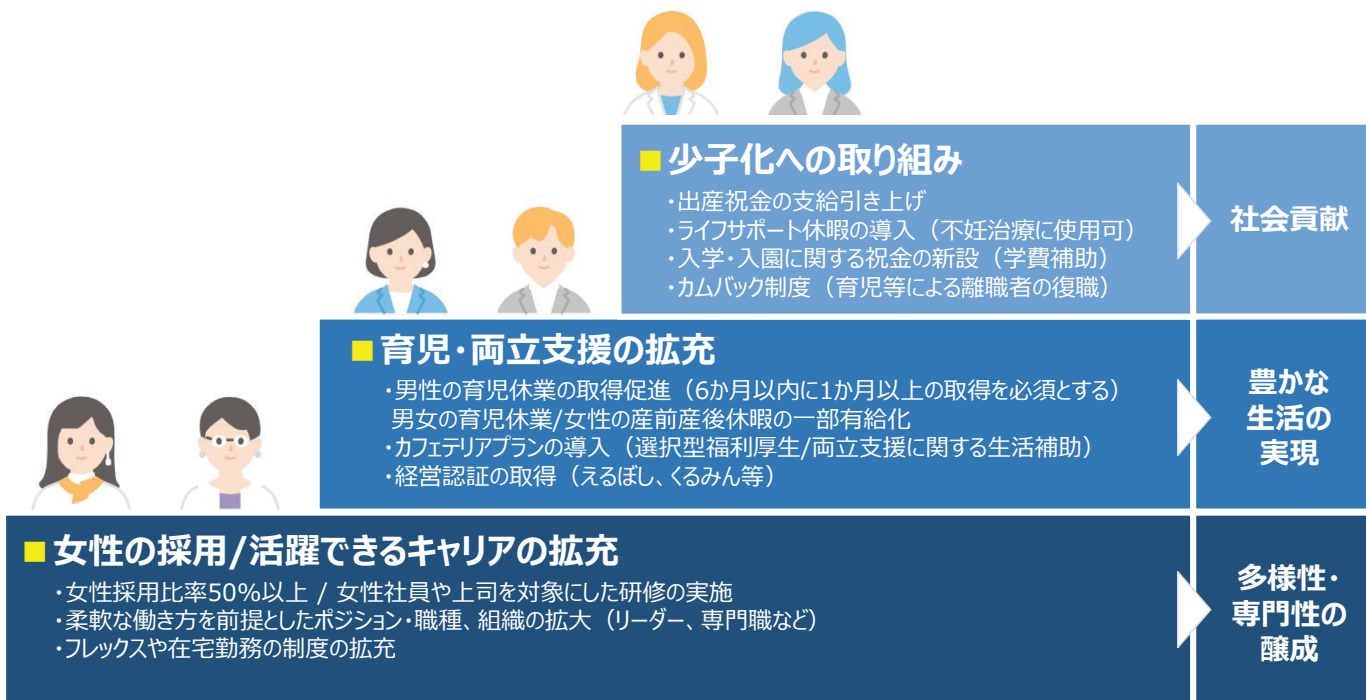 ■少子化への取り組み
・出産祝金の支給引き上げ
・ライフサポート休暇の導入（不妊治療に使用可）
・入学・入園に関する祝金の新設（学費補助）
・カムバック制度（育児等による離職者の復職）
社会貢献
■育児・両立支援の拡充
・男性の育児休業の取得促進（6か月以内に1か月以上の取得を必須とする）
男女の育児休業/女性の産前産後休暇の一部有給化
・カフェテリアプランの導入（選択型福利厚生/両立支援に関する生活補助）
・経営認証の取得（えるぼし、くるみん等）
豊かな
生活の
実現
■女性の採用/活躍できるキャリアの拡充
・女性採用比率50%以上 / 女性社員や上司を対象にした研修の実施
・柔軟な働き方を前提としたポジション・職種、組織の拡大（リーダー、専門職など）
・フレックスや在宅勤務の制度の拡充
多様性・
専門性の
醸成